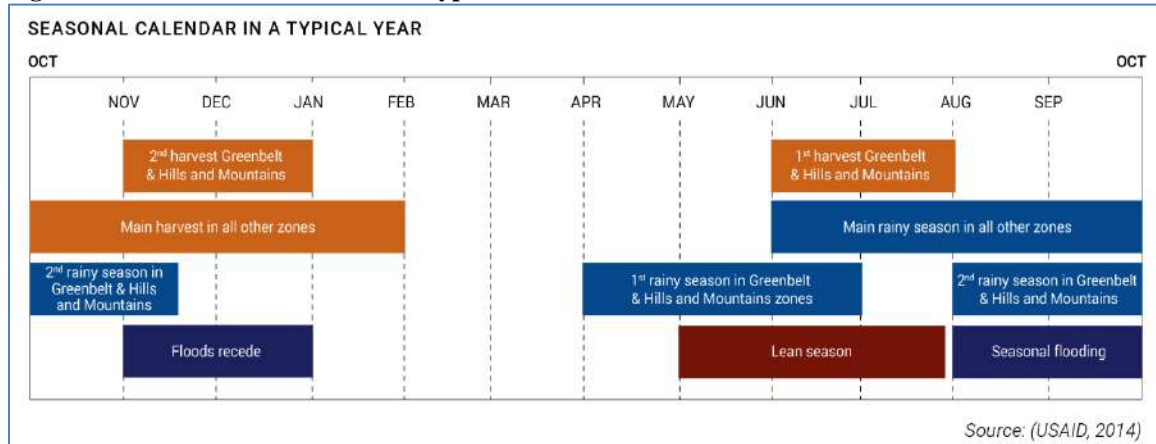 SEASONAL CALENDAR IN A TYPICAL YEAR
OCT
OCT
NOV
DEC
JAN
FEB
MAR
APR
MAY
JUN
JUL
AUG
SEP
2nd harvest Greenbelt
& Hills and Mountains
1st harvest Greenbelt
& Hills and Mountains
Main harvest in all other zones
Main rainy season in all other zones
2nd rainy season in
Greenbelt & Hills
and Mountains
1st rainy season in Greenbelt
& Hills and Mountains zones
2nd rainy season in Greenbelt
& Hills and Mountains
Floods recede
Lean season
Seasonal flooding
Source: (USAID, 2014)